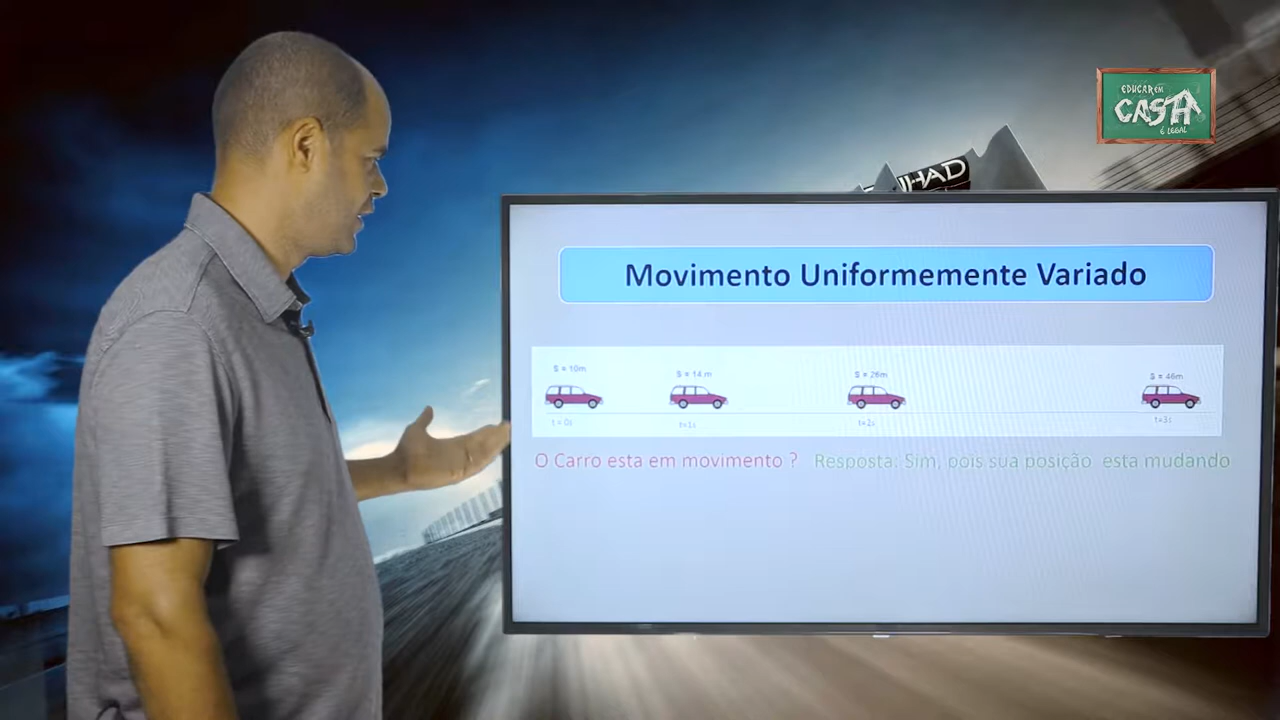 EDUCAR EM
CASA
É LEGAL
IHAD
Movimento Uniformemente Variado
S = 10m
S = 14 m
S = 26m
S = 46m
t = 0s
t=1s
t=2s
t=3s
O Carro esta em movimento ? Resposta: Sim, pois sua posição esta mudando